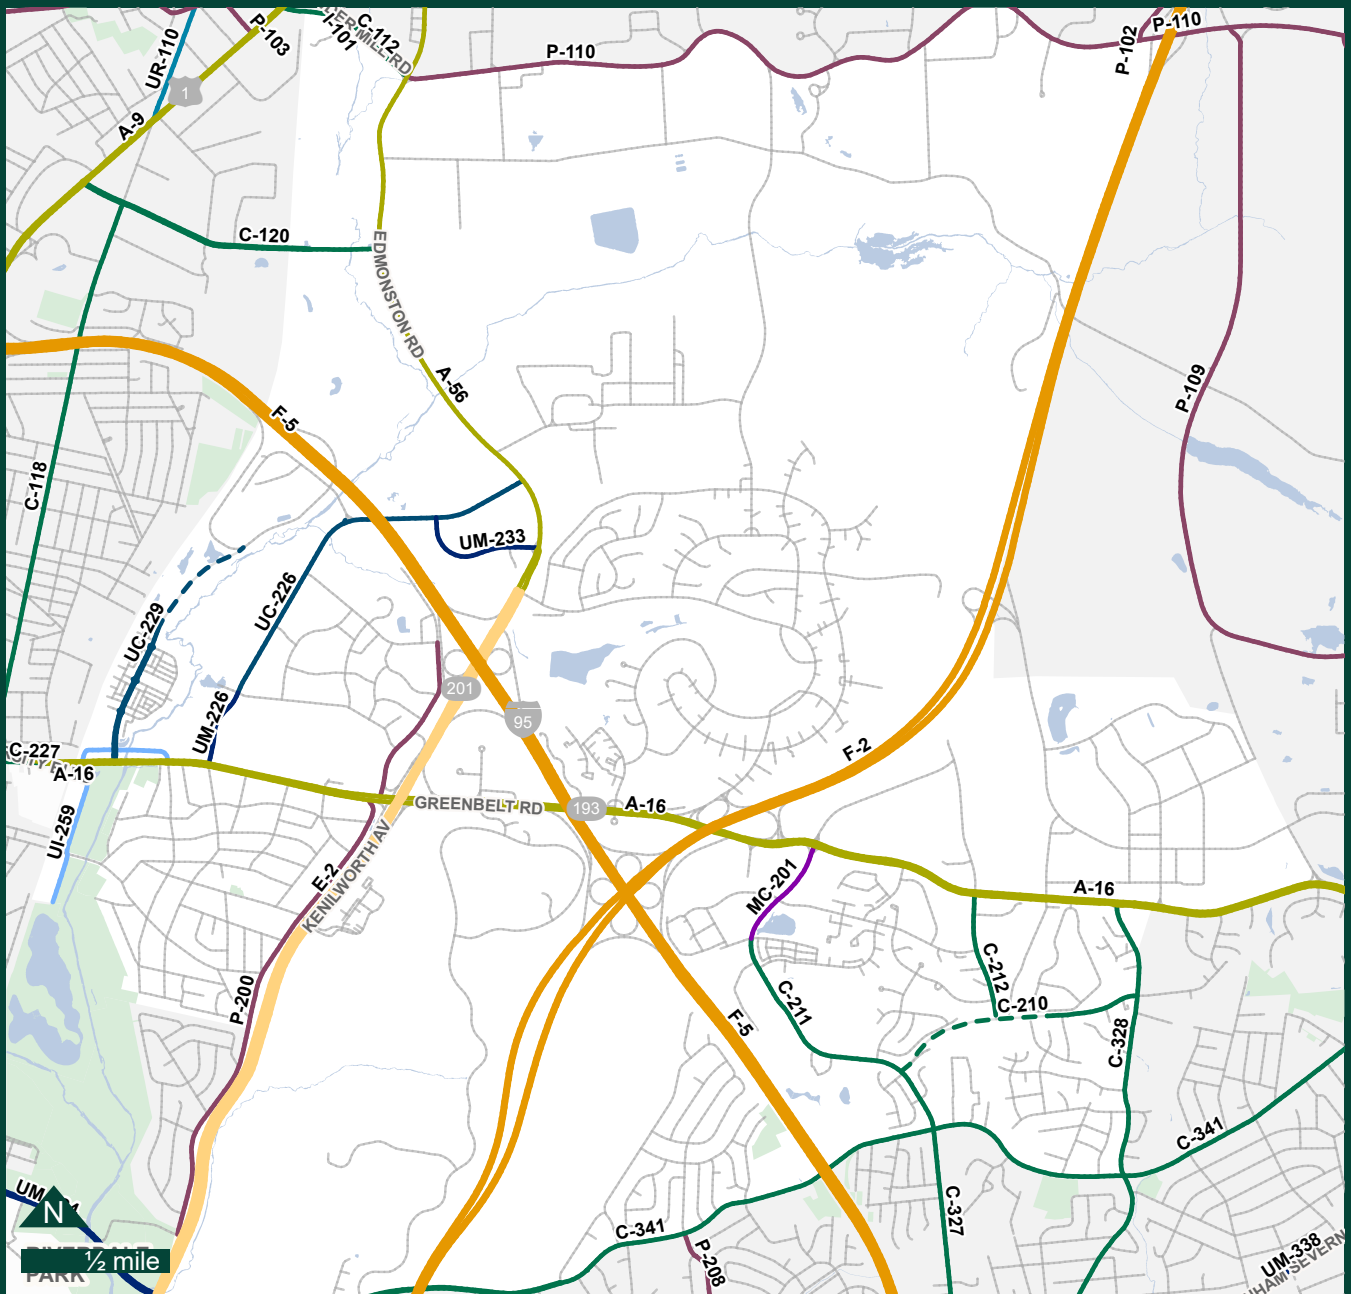 UR-110
P-103
I-101
C-112
MILL RD
P-110
P-102
P-110
1
A-9
C-120
EDMONSTON RD
A-56
P-109
F-5
C-118
UM-233
UC-226
UC-229
201
UM-226
95
F-2
C-227
A-16
GREENBELT RD
193
A-16
UI-259
E-2
KENILWORTH AV
MC-201
A-16
C-212
C-210
P-200
C-211
F-5
C-328
C-341
C-327
N
C-341
P-208
UM-338
½ mile
PARK